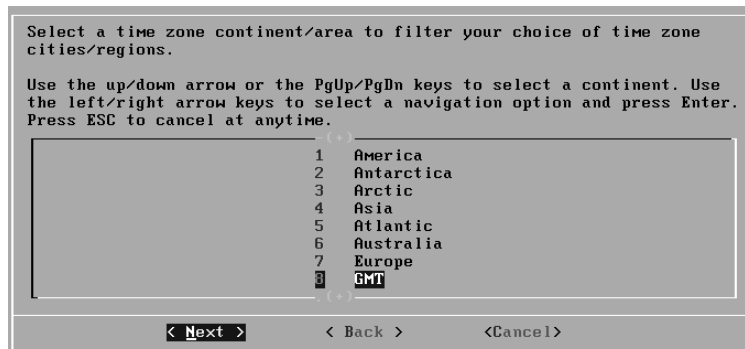 Select a time zone continent/area to filter your choice of time zone
cities/regions.
Use the up/down arrow or the PgUp/PgDn keys to select a continent. Use
the left/right arrow keys to select a navigation option and press Enter.
Press ESC to cancel at anytime.
(+)
1 America
2 Antarctica
3 Arctic
4 Asia
5 Atlantic
6 Australia
7 Europe
8 GMT
(+)
< Next > < Back > <Cancel>